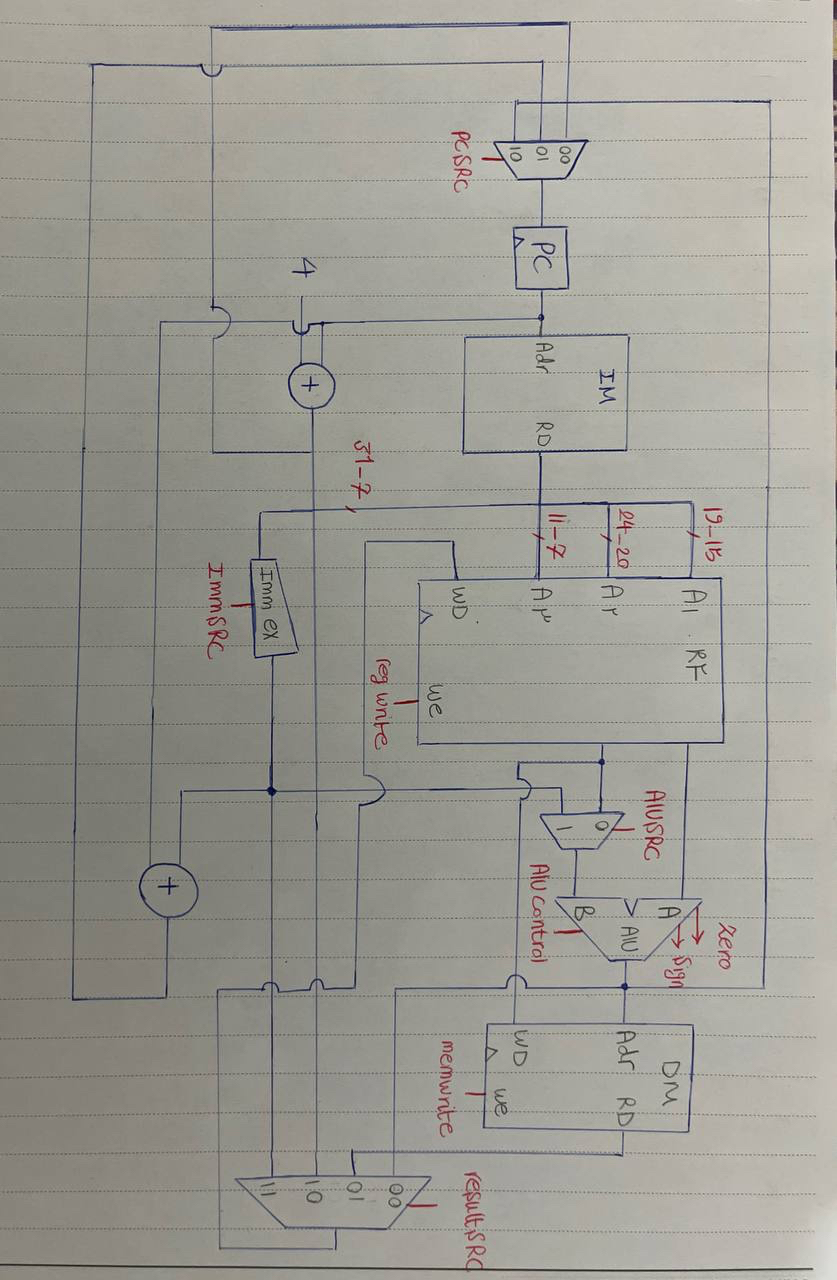 PCSRC
00
01
10
PC
4
+
Adr
RD
IM
31-7
19-15
24-20
11-7
Imm ex
ImmSRC
A1
RF
A2
A3
WD
we
reg write
AluSRC
0
1
+
A
B
Alu
Alu control
Zero
Sign
Adr
DM
RD
WD
we
memwrite
resultSRC
00
01
10
11